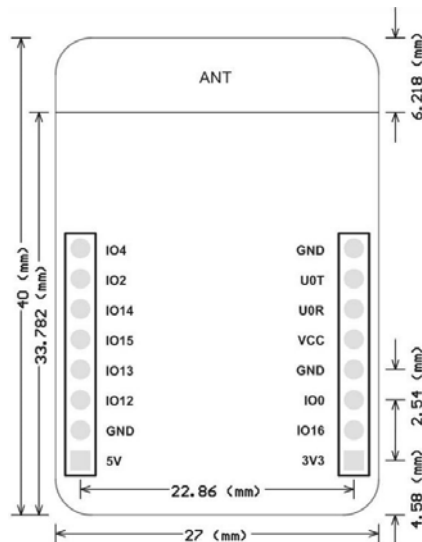 ANT
6.218 (mm)
40 (mm)
33.782 (mm)
IO4 GND
IO2 U0T
IO14 U0R
IO15 VCC
IO13 GND
IO12 IO0
GND IO16
5V 3V3
2.54 (mm)
22.86 (mm)
4.58 (mm)
27 (mm)